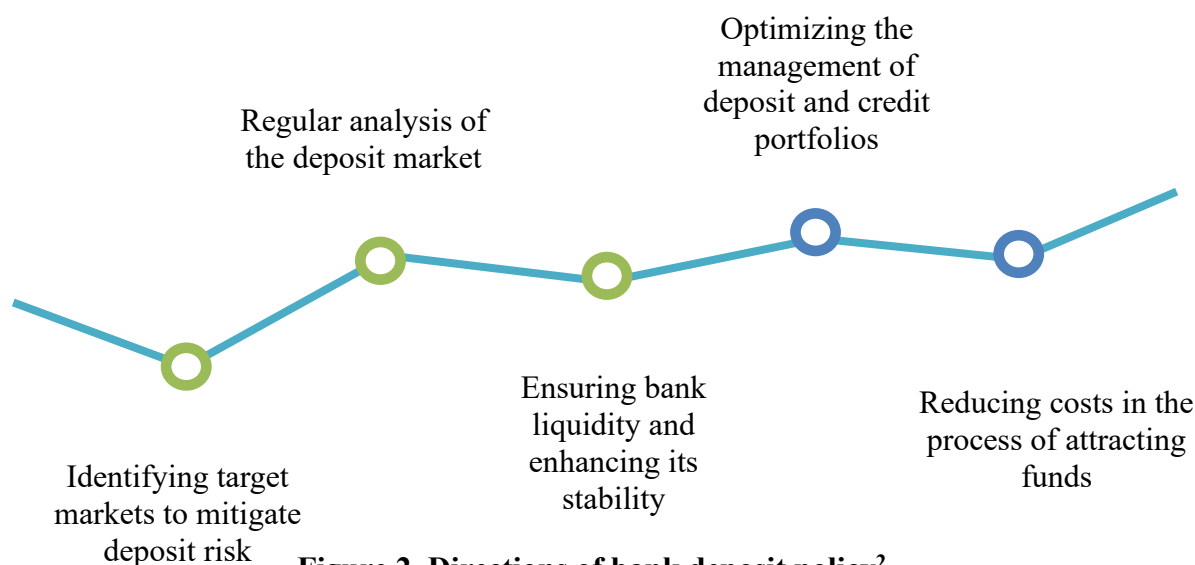 Optimizing the
management of
deposit and credit
portfolios
Regular analysis of
the deposit market
Ensuring bank
liquidity and
enhancing its
stability
Reducing costs in the
process of attracting
funds
Identifying target
markets to mitigate
deposit risk
Figure 2. Directions of bank deposit policy²